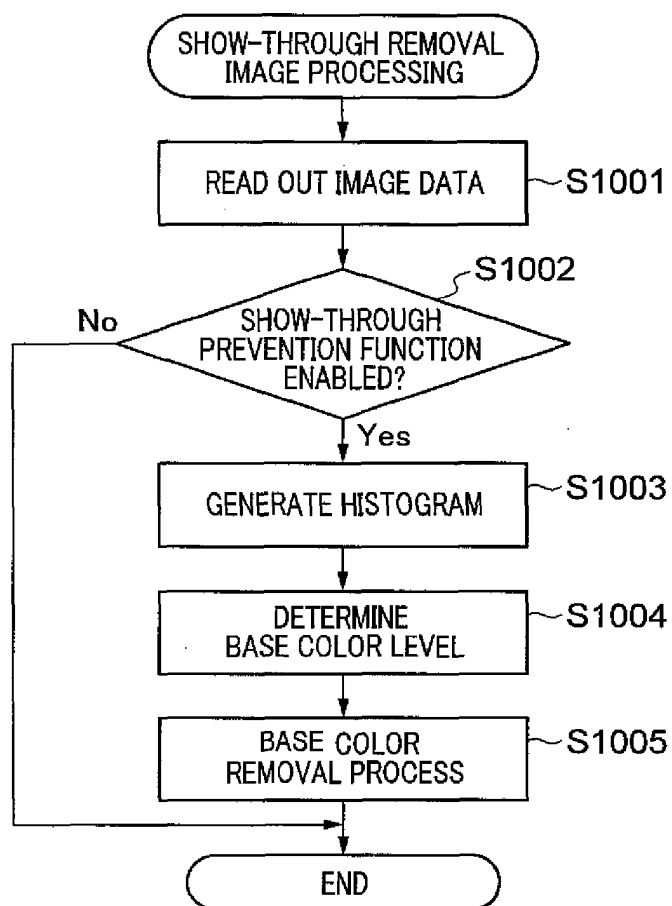 SHOW-THROUGH REMOVAL
IMAGE PROCESSING
READ OUT IMAGE DATA
S1001
S1002
No
SHOW-THROUGH
PREVENTION FUNCTION
ENABLED?
Yes
S1003
GENERATE HISTOGRAM
DETERMINE
BASE COLOR LEVEL
S1004
BASE COLOR
REMOVAL PROCESS
S1005
END